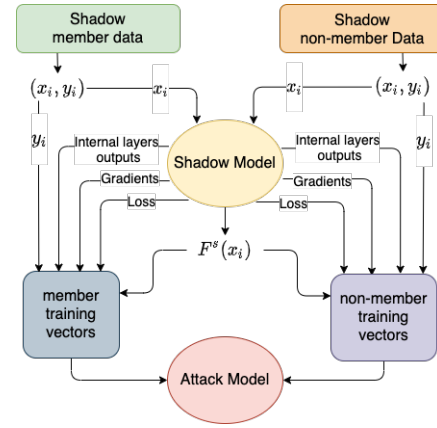 Shadow
member data
Shadow
non-member Data
(x_i, y_i)
x_i
x_i
(x_i, y_i)
y_i
y_i
Internal layers
outputs
Internal layers
outputs
Shadow Model
Gradients
Gradients
Loss
Loss
F^s(x_i)
member
training
vectors
non-member
training
vectors
Attack Model